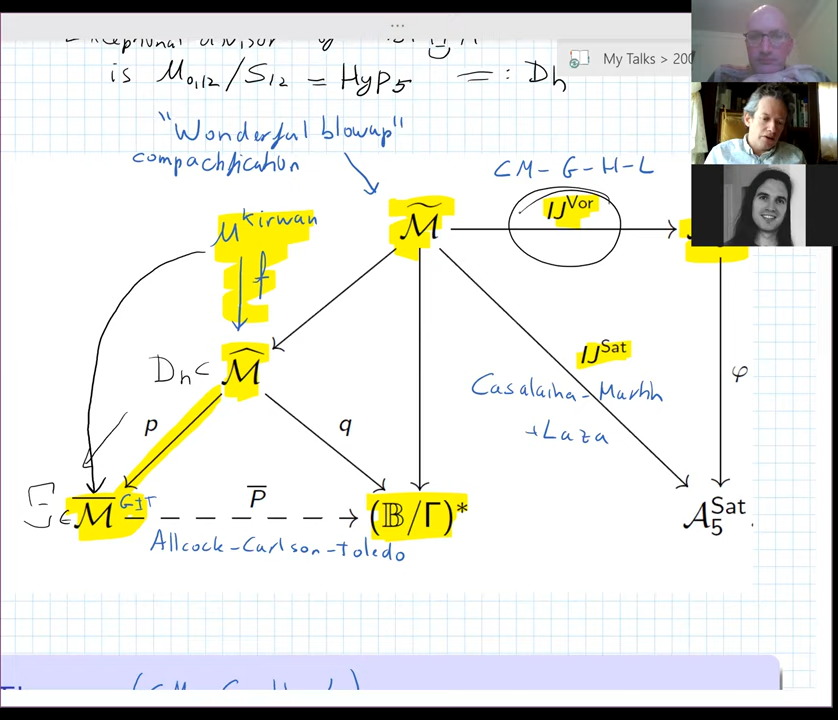 is M₀,₁₂/S₁₂ = Hyp₅ =: Dh
My Talks > 200
"Wonderful blowup"
compactification
CM-G-H-L
M^kirwan
M̃
IJ^Vor
f
Dh ⊂ M̂
IJ^Sat
φ
Casalaina-Martin
+Laza
p
q
∈ M̄ GIT
P̄
(𝔹/Γ)*
A₅^Sat
Allcock-Carlson-Toledo